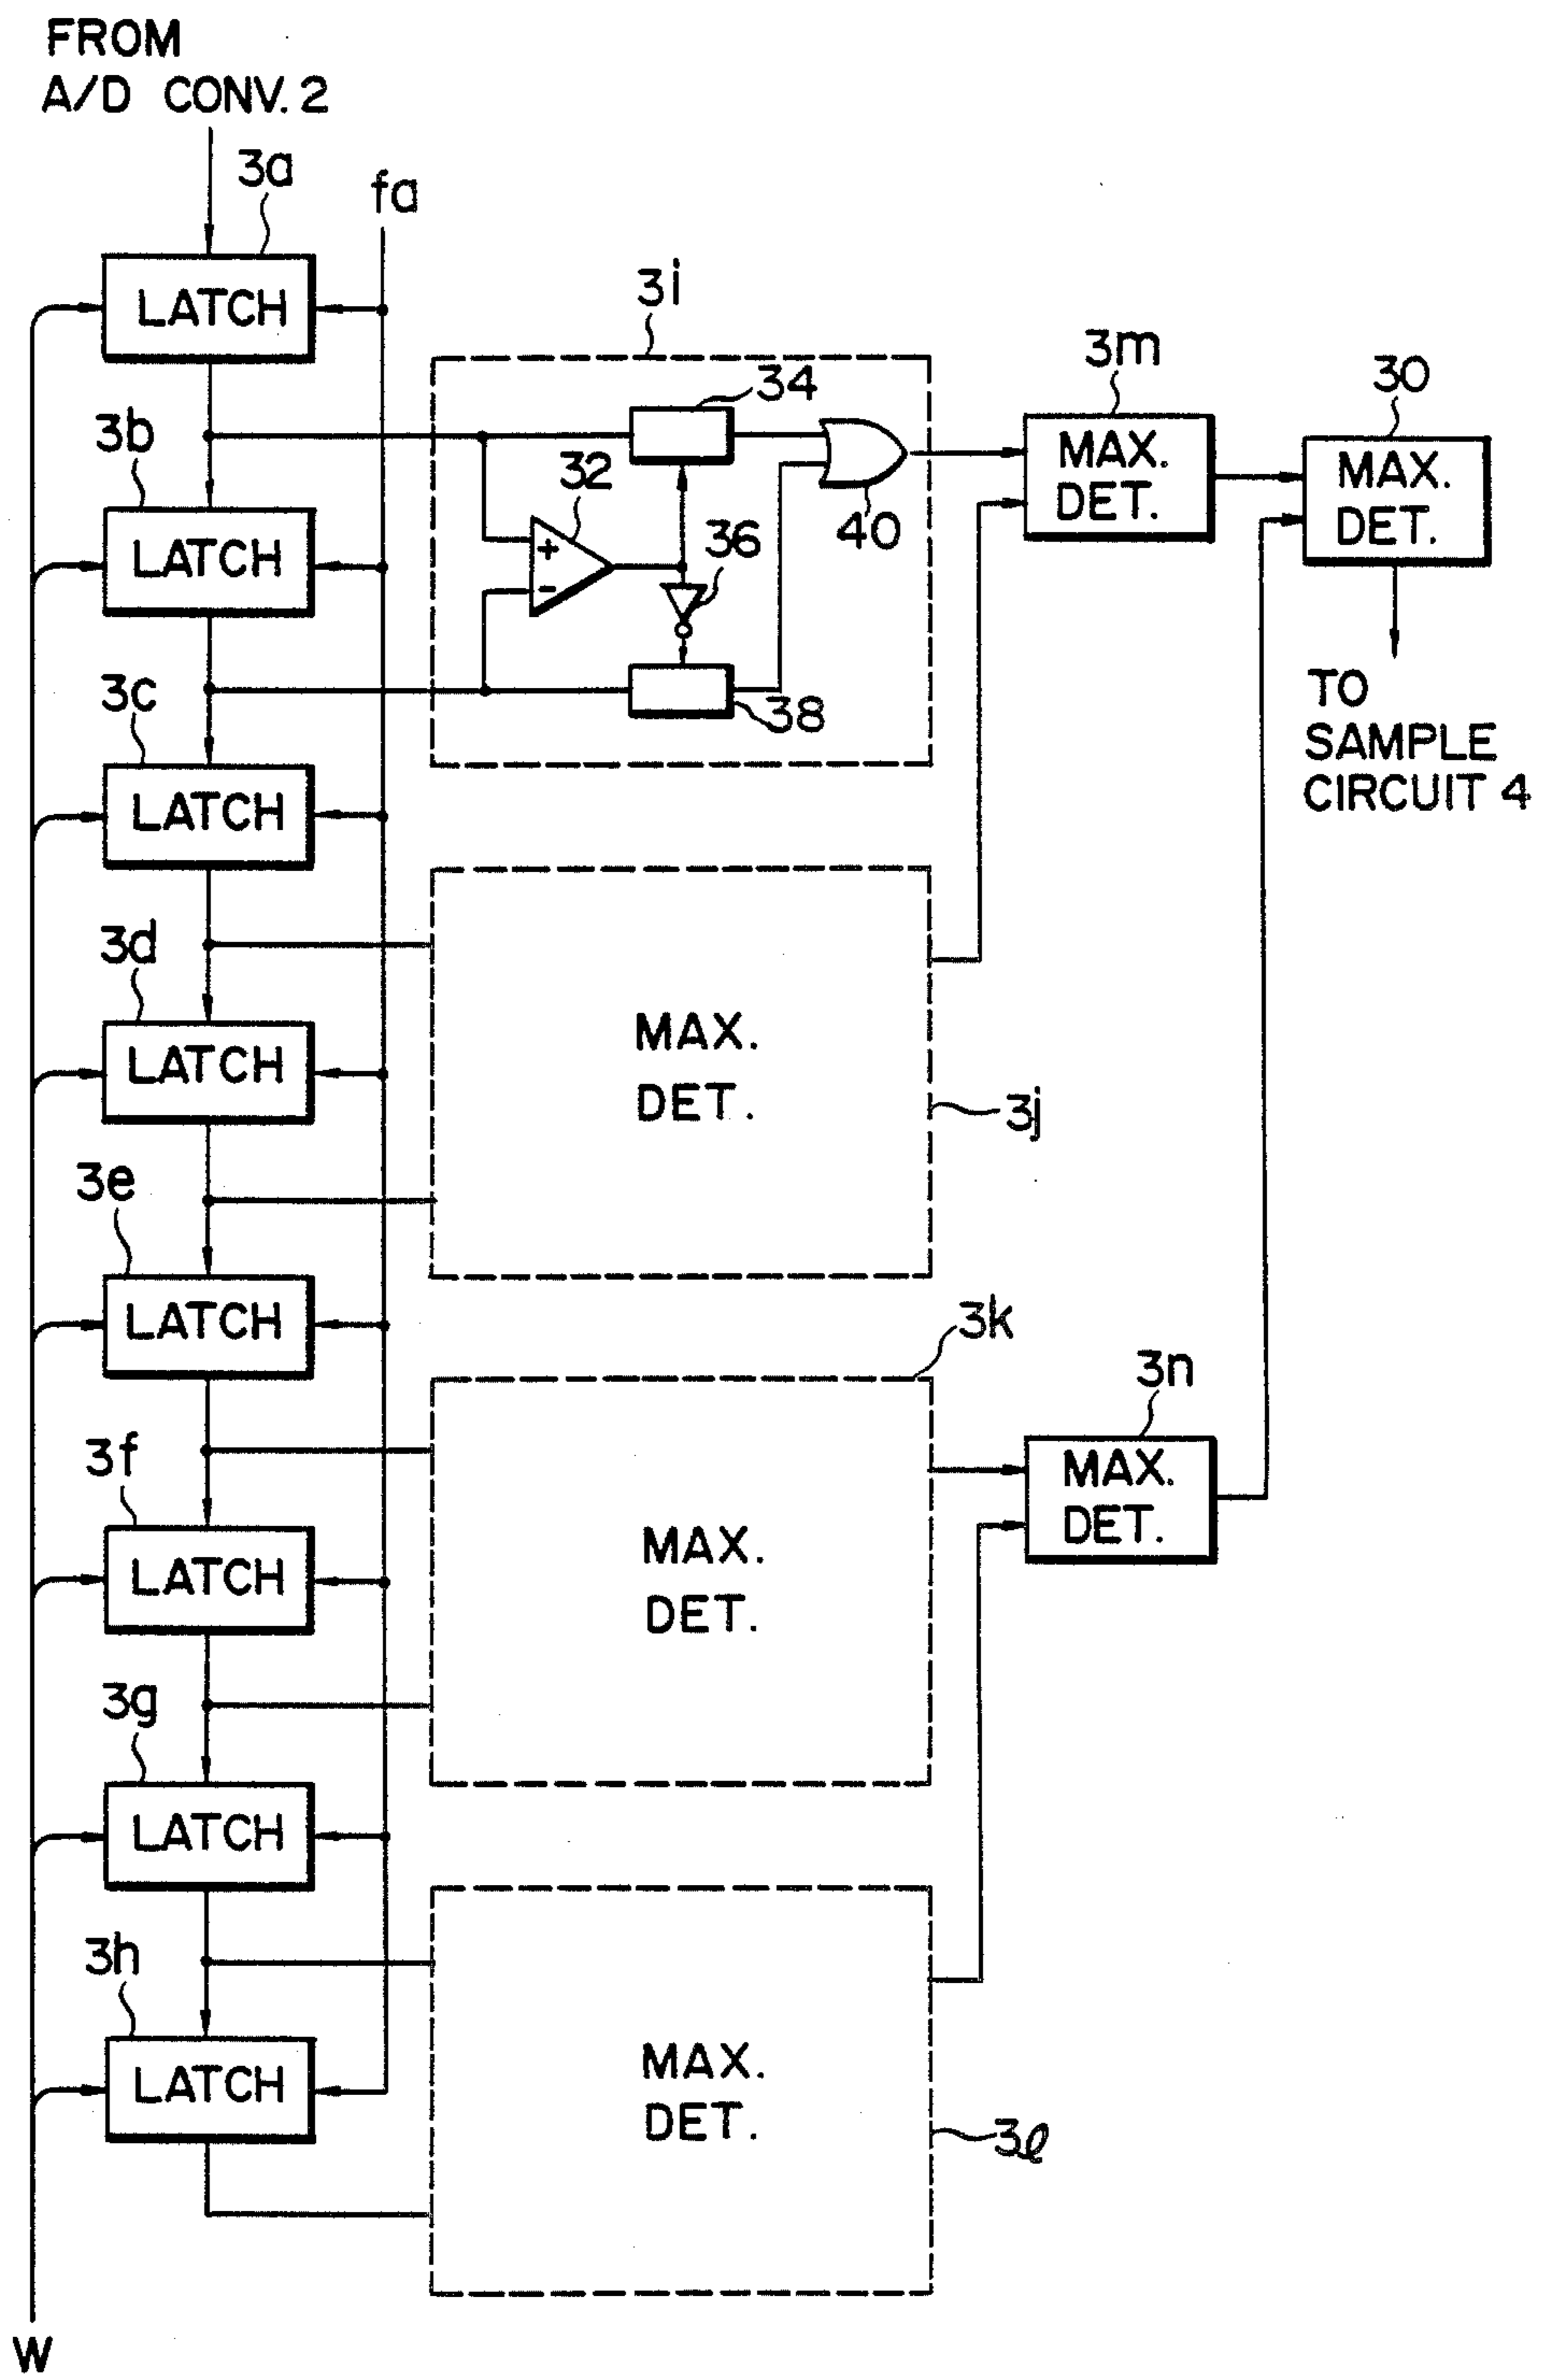 FROM
A/D CONV. 2
3a
fa
LATCH
3i
3m
30
34
3b
MAX.
DET.
MAX.
DET.
32
40
36
+
-
LATCH
3c
38
TO
SAMPLE
CIRCUIT 4
LATCH
3d
MAX.
DET.
LATCH
3j
3e
LATCH
3k
3n
3f
MAX.
DET.
MAX.
DET.
LATCH
3g
LATCH
3h
MAX.
DET.
LATCH
3l
W